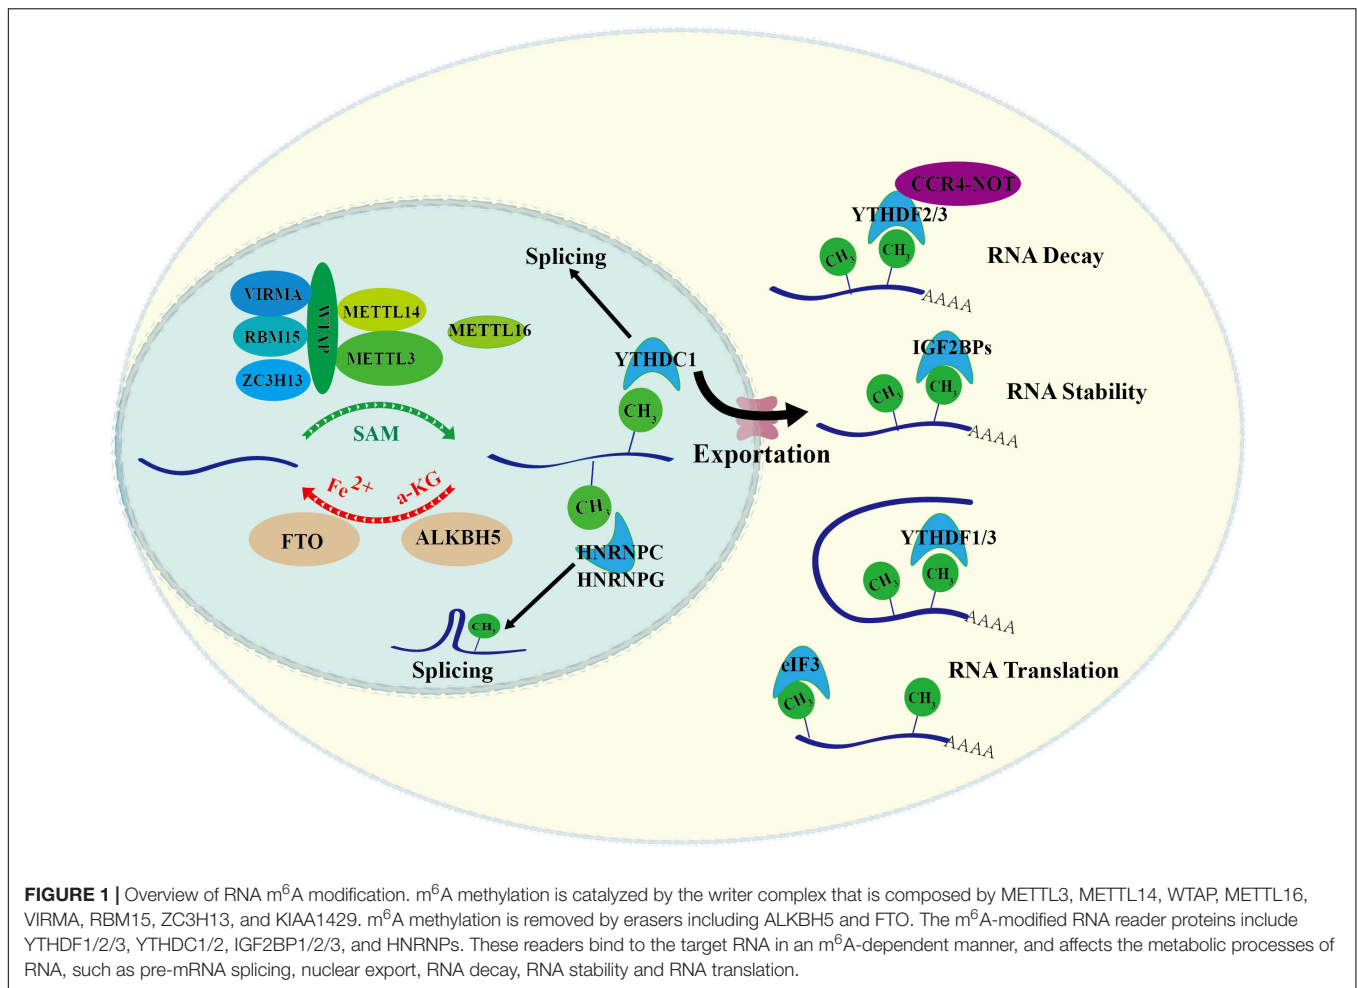 CCR4-NOT
YTHDF2/3
CH3
CH3
RNA Decay
AAAA
Splicing
VIRMA
WTAP
METTL14
RBM15
METTL16
METTL3
ZC3H13
YTHDC1
IGF2BPs
CH3
CH3
RNA Stability
AAAA
CH3
SAM
Exportation
Fe2+
a-KG
CH3
FTO
ALKBH5
HNRNPC
HNRNPG
YTHDF1/3
CH3
CH3
AAAA
CH3
Splicing
eIF3
CH3
RNA Translation
CH3
AAAA
FIGURE 1 | Overview of RNA m6A modification. m6A methylation is catalyzed by the writer complex that is composed by METTL3, METTL14, WTAP, METTL16,
VIRMA, RBM15, ZC3H13, and KIAA1429. m6A methylation is removed by erasers including ALKBH5 and FTO. The m6A-modified RNA reader proteins include
YTHDF1/2/3, YTHDC1/2, IGF2BP1/2/3, and HNRNPs. These readers bind to the target RNA in an m6A-dependent manner, and affects the metabolic processes of
RNA, such as pre-mRNA splicing, nuclear export, RNA decay, RNA stability and RNA translation.